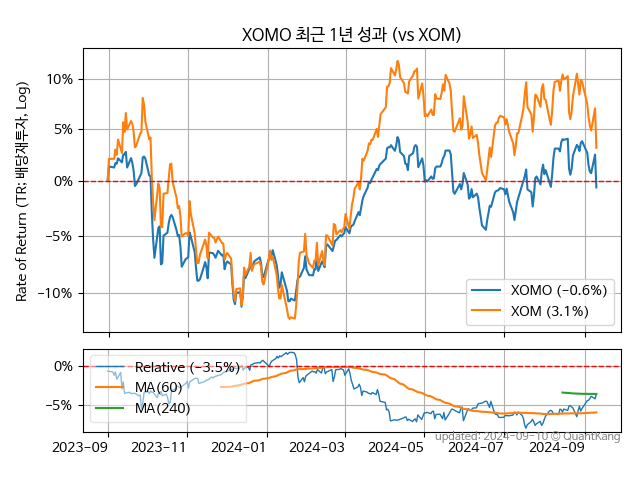 XOMO 최근 1년 성과 (vs XOM)
Rate of Return (TR: 배당재투자, Log)
10%
5%
0%
−5%
−10%
XOMO (−0.6%)
XOM (3.1%)
0%
−5%
Relative (−3.5%)
MA(60)
MA(240)
2023-09 2023-11 2024-01 2024-03 2024-05 2024-07 2024-09
updated: 2024-09-10 © QuantKang